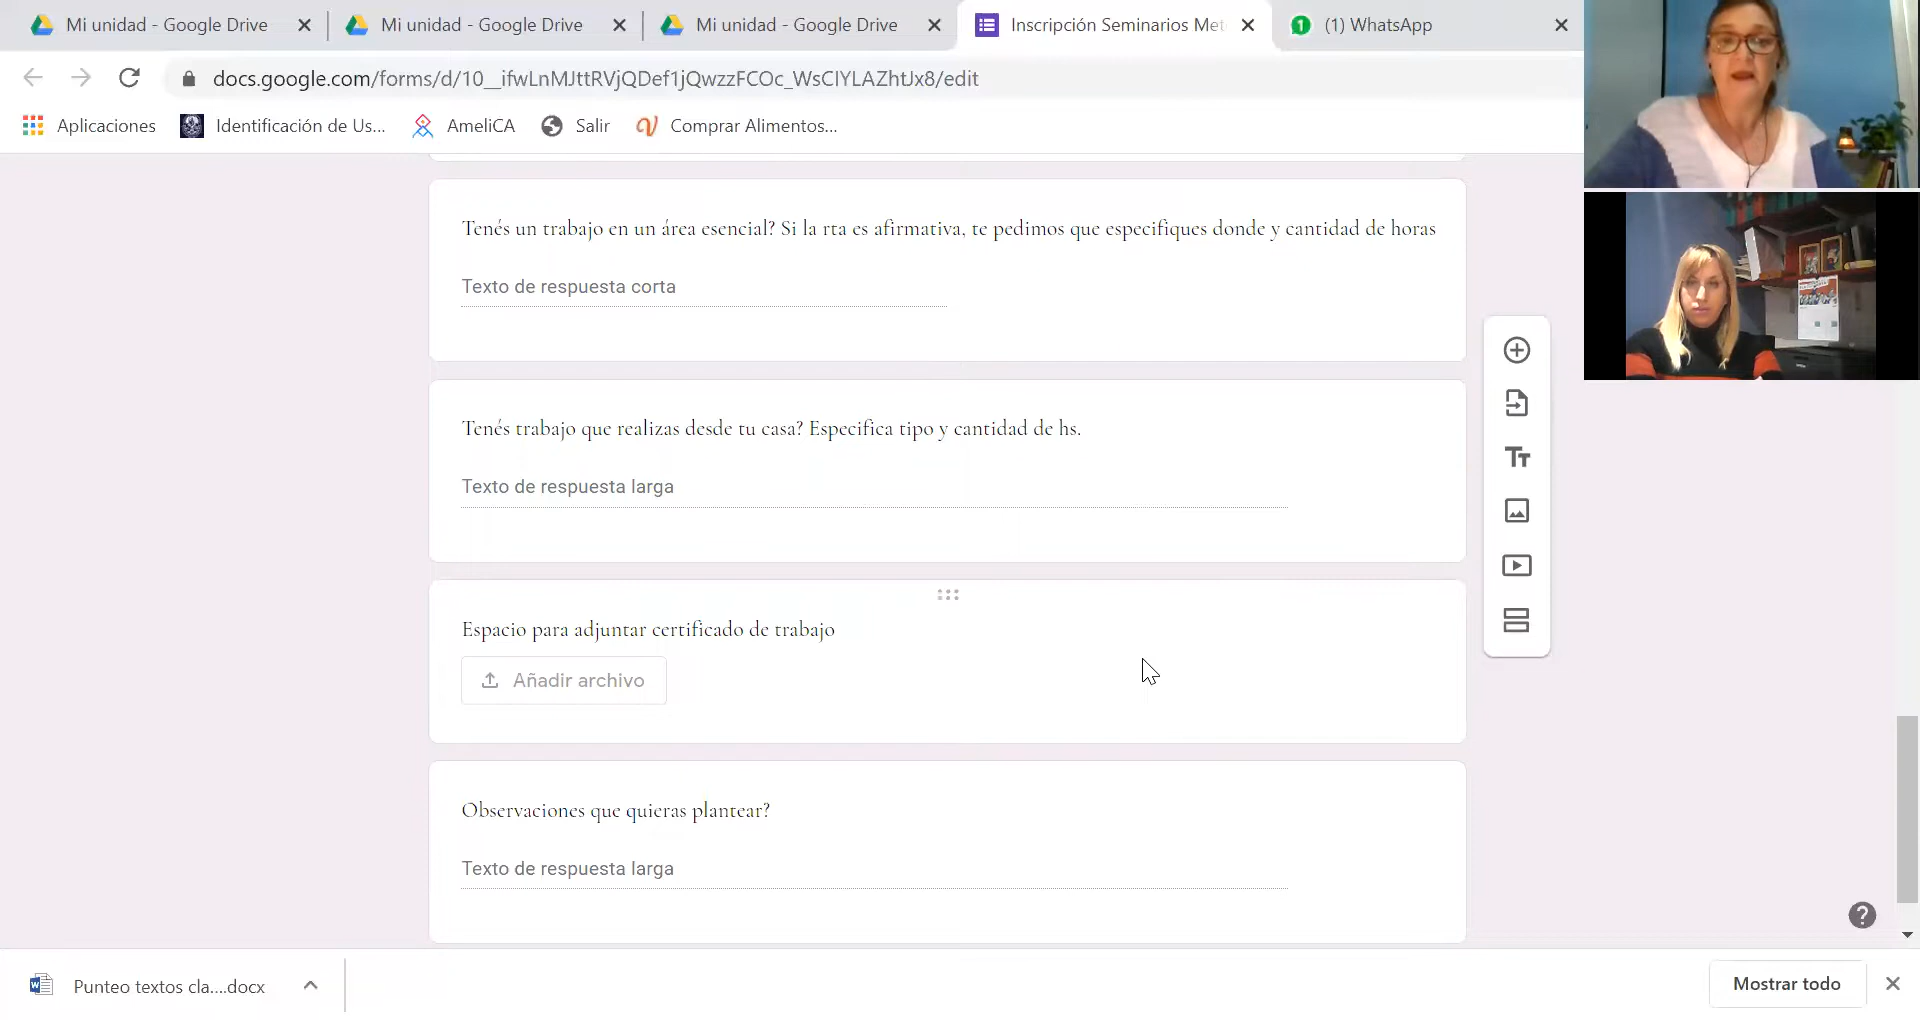 Mi unidad - Google Drive
Mi unidad - Google Drive
Mi unidad - Google Drive
Inscripción Seminarios Met
(1) WhatsApp
docs.google.com/forms/d/10__ifwLnMJttRVjQDef1jQwzzFCOc_WsCIYLAZhtJx8/edit
Aplicaciones
Identificación de Us...
AmeliCA
Salir
Comprar Alimentos...
Tenés un trabajo en un área esencial? Si la rta es afirmativa, te pedimos que especifiques donde y cantidad de horas
Texto de respuesta corta
Tenés trabajo que realizas desde tu casa? Especifica tipo y cantidad de hs.
Texto de respuesta larga
Espacio para adjuntar certificado de trabajo
Añadir archivo
Observaciones que quieras plantear?
Texto de respuesta larga
Punteo textos cla....docx
Mostrar todo